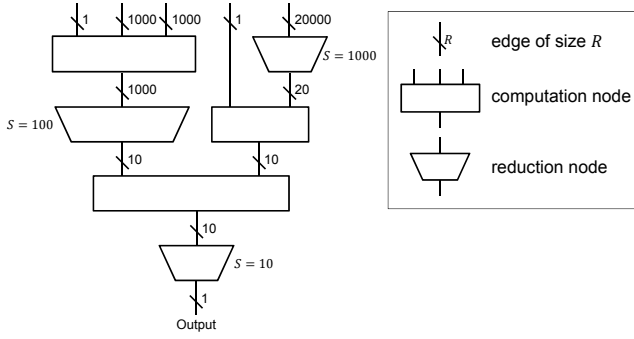 1
1000
1000
1
20000
S = 1000
1000
20
S = 100
10
10
10
S = 10
1
Output
R
edge of size R
computation node
reduction node